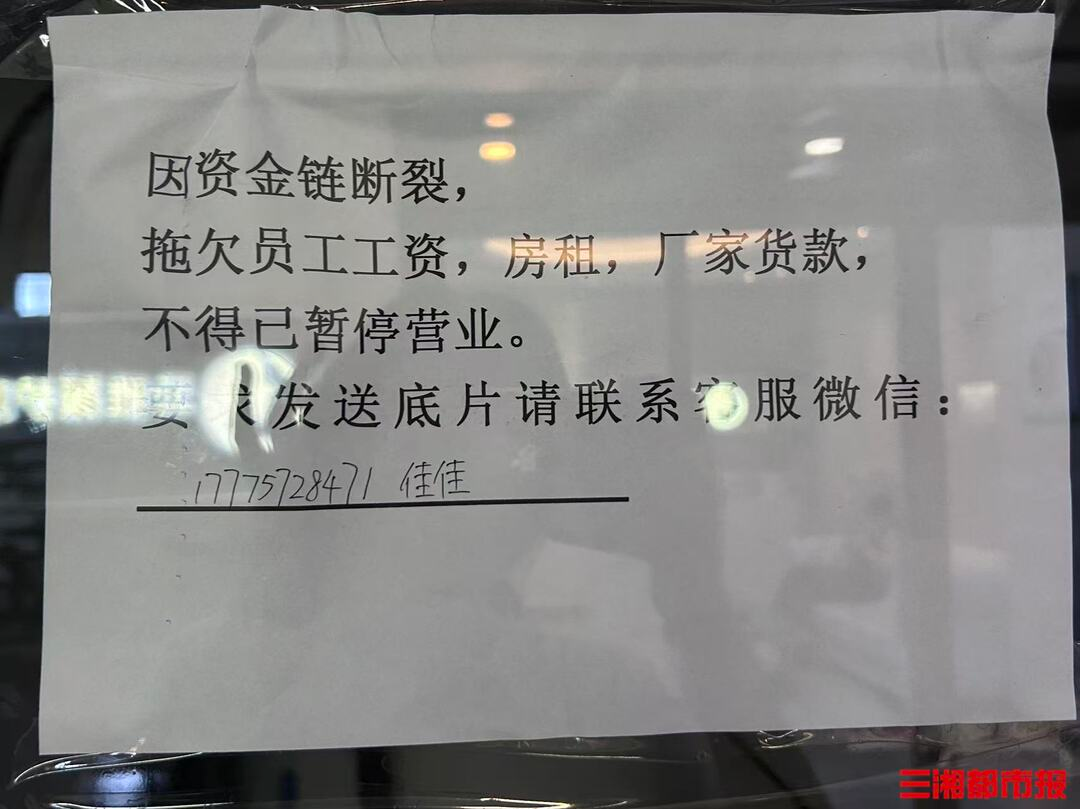 因资金链断裂，
拖欠员工工资，房租，厂家货款，
不得已暂停营业。
要求发送底片请联系客服微信：
17775728471 佳佳
三湘都市报